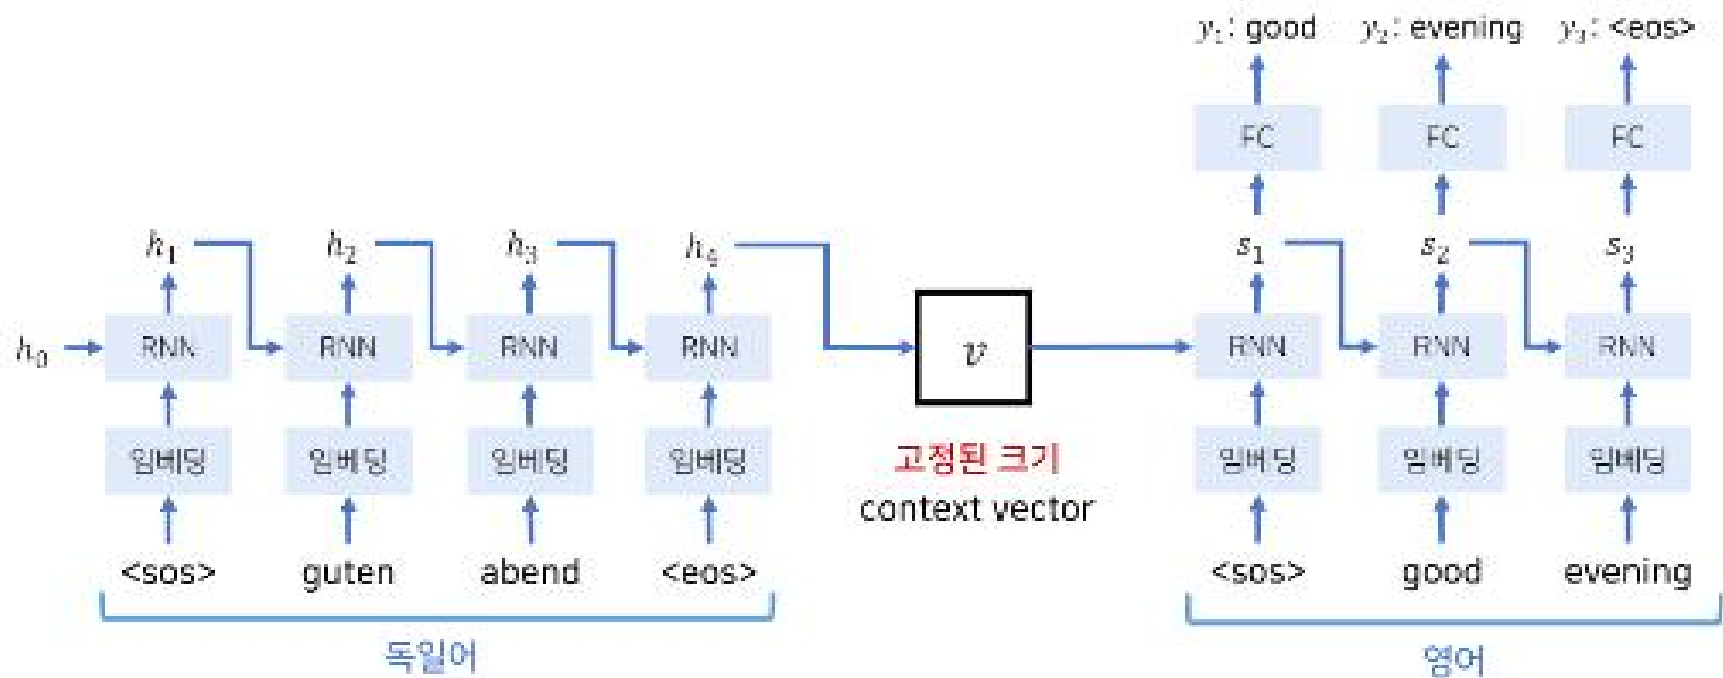 y₁: good y₂: evening y₃: <eos>
FC FC FC
h₁ h₂ h₃ h₄ s₁ s₂ s₃
h₀ RNN RNN RNN RNN v RNN RNN RNN
임베딩 임베딩 임베딩 임베딩 고정된 크기 임베딩 임베딩 임베딩
context vector
<sos> guten abend <eos> <sos> good evening
독일어 영어